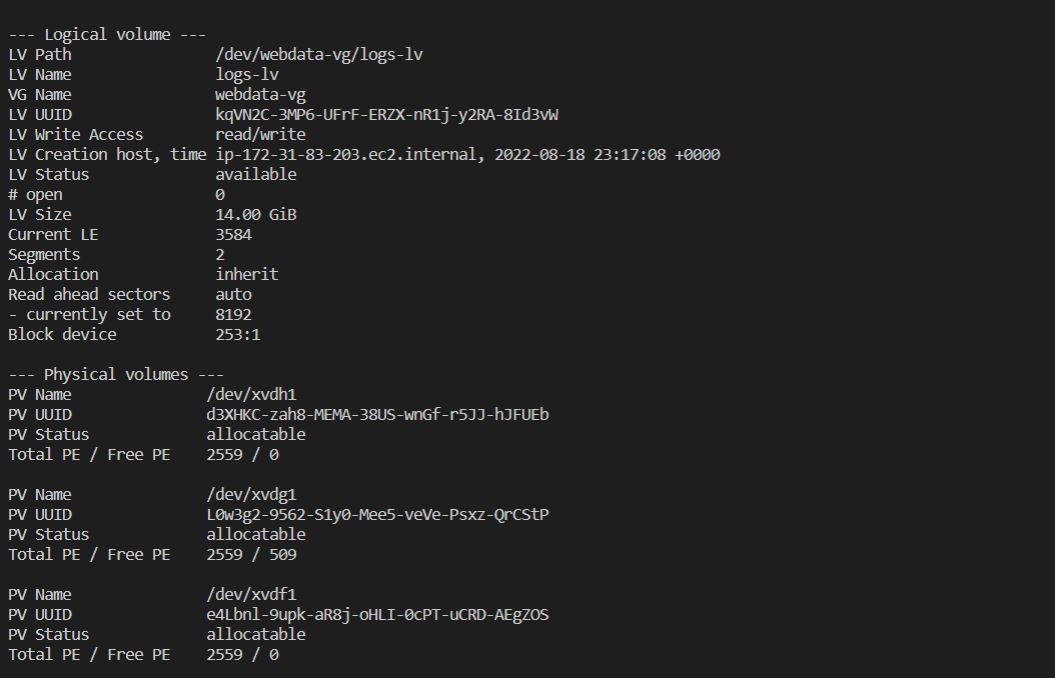 --- Logical volume ---
LV Path                /dev/webdata-vg/logs-lv
LV Name                logs-lv
VG Name                webdata-vg
LV UUID                kqVN2C-3MP6-UFrF-ERZX-nR1j-y2RA-8Id3vW
LV Write Access        read/write
LV Creation host, time ip-172-31-83-203.ec2.internal, 2022-08-18 23:17:08 +0000
LV Status              available
# open                 0
LV Size                14.00 GiB
Current LE             3584
Segments               2
Allocation             inherit
Read ahead sectors     auto
- currently set to     8192
Block device           253:1

--- Physical volumes ---
PV Name               /dev/xvdh1
PV UUID               d3XHKC-zah8-MEMA-38US-wnGf-r5JJ-hJFUEb
PV Status             allocatable
Total PE / Free PE    2559 / 0

PV Name               /dev/xvdg1
PV UUID               L0w3g2-9562-S1y0-Mee5-veVe-Psxz-QrCStP
PV Status             allocatable
Total PE / Free PE    2559 / 509

PV Name               /dev/xvdf1
PV UUID               e4Lbnl-9upk-aR8j-oHLI-0cPT-uCRD-AEgZOS
PV Status             allocatable
Total PE / Free PE    2559 / 0